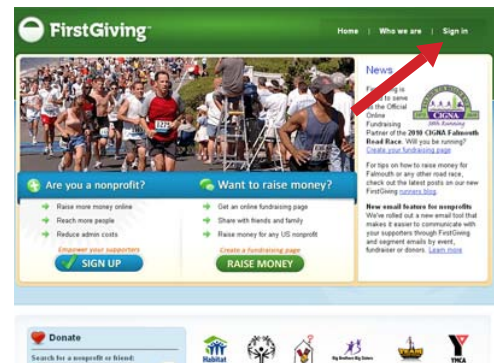 FirstGiving
Home | Who we are | Sign in
News
to serve
the Official
Online
Fundraising
Partner of the 2010 CIGNA Falmouth
Road Race. Will you be running?
Create your fundraising page
For tips on how to raise money for
Falmouth or any other road race,
check out the latest posts on our new
FirstGiving runners blog.
New email feature for nonprofits
We've rolled out a new email tool that
makes it easier to communicate with
your supporters through FirstGiving
and segment emails by event,
fundraiser or donors. Learn more
CIGNA
Are you a nonprofit?
Raise more money online
Reach more people
Reduce admin costs
Empower your supporters
SIGN UP
Want to raise money?
Get an online fundraising page
Share with friends and family
Raise money for any US nonprofit
Create a fundraising page
RAISE MONEY
Donate
Search for a nonprofit or friend:
Habitat
Big Brothers Big Sisters
TEAM
YMCA